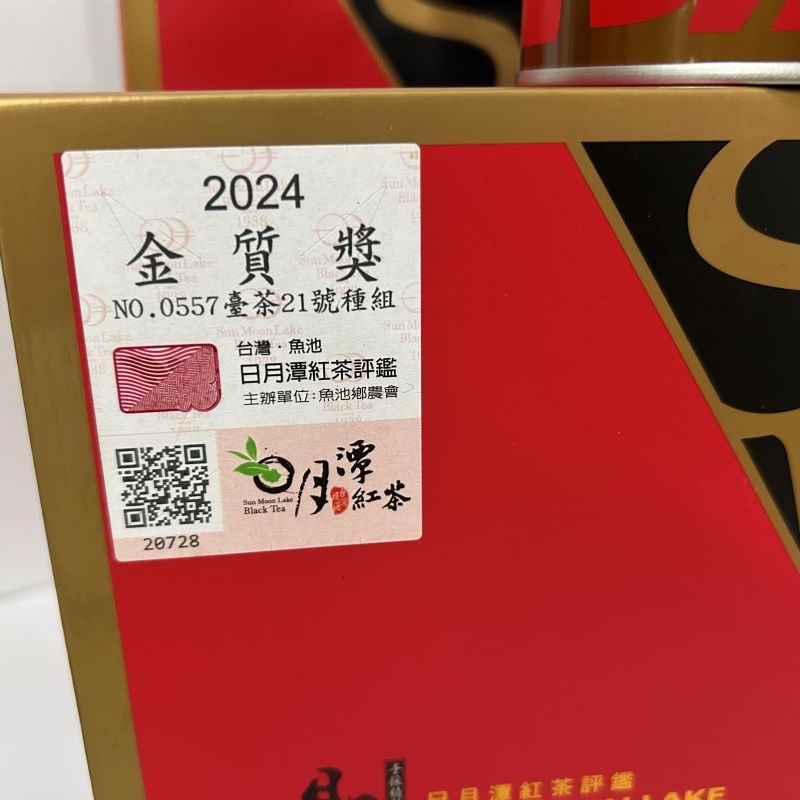 2024
金質獎
NO.0557臺茶21號種組
台灣‧魚池
日月潭紅茶評鑑
主辦單位:魚池鄉農會
日月潭紅茶
Sun Moon Lake
Black Tea
20728
日月潭紅茶評鑑
LAKE